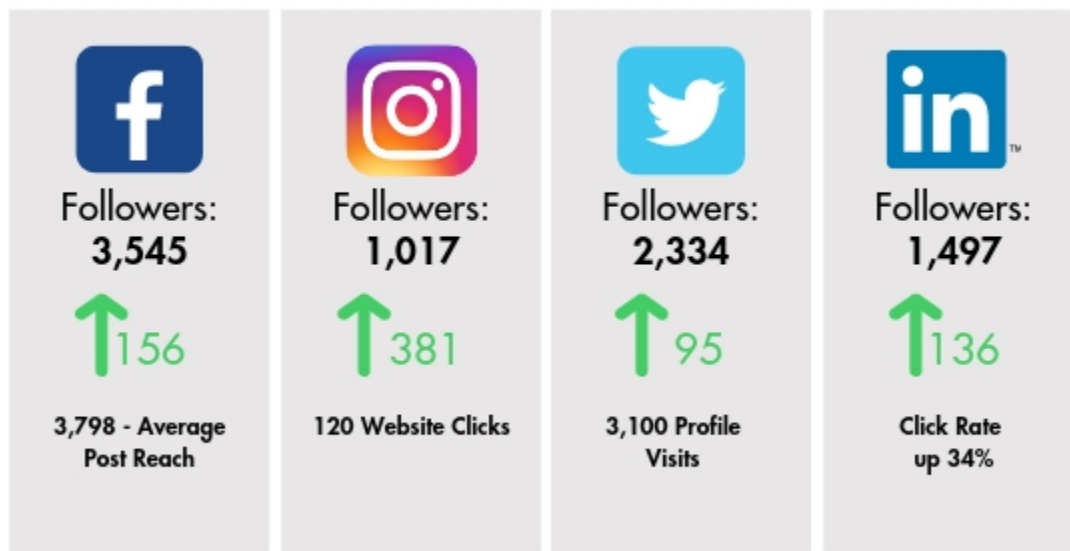 f
Followers:
3,545
156
3,798 - Average
Post Reach
Followers:
1,017
381
120 Website Clicks
Followers:
2,334
95
3,100 Profile
Visits
in
TM
Followers:
1,497
136
Click Rate
up 34%